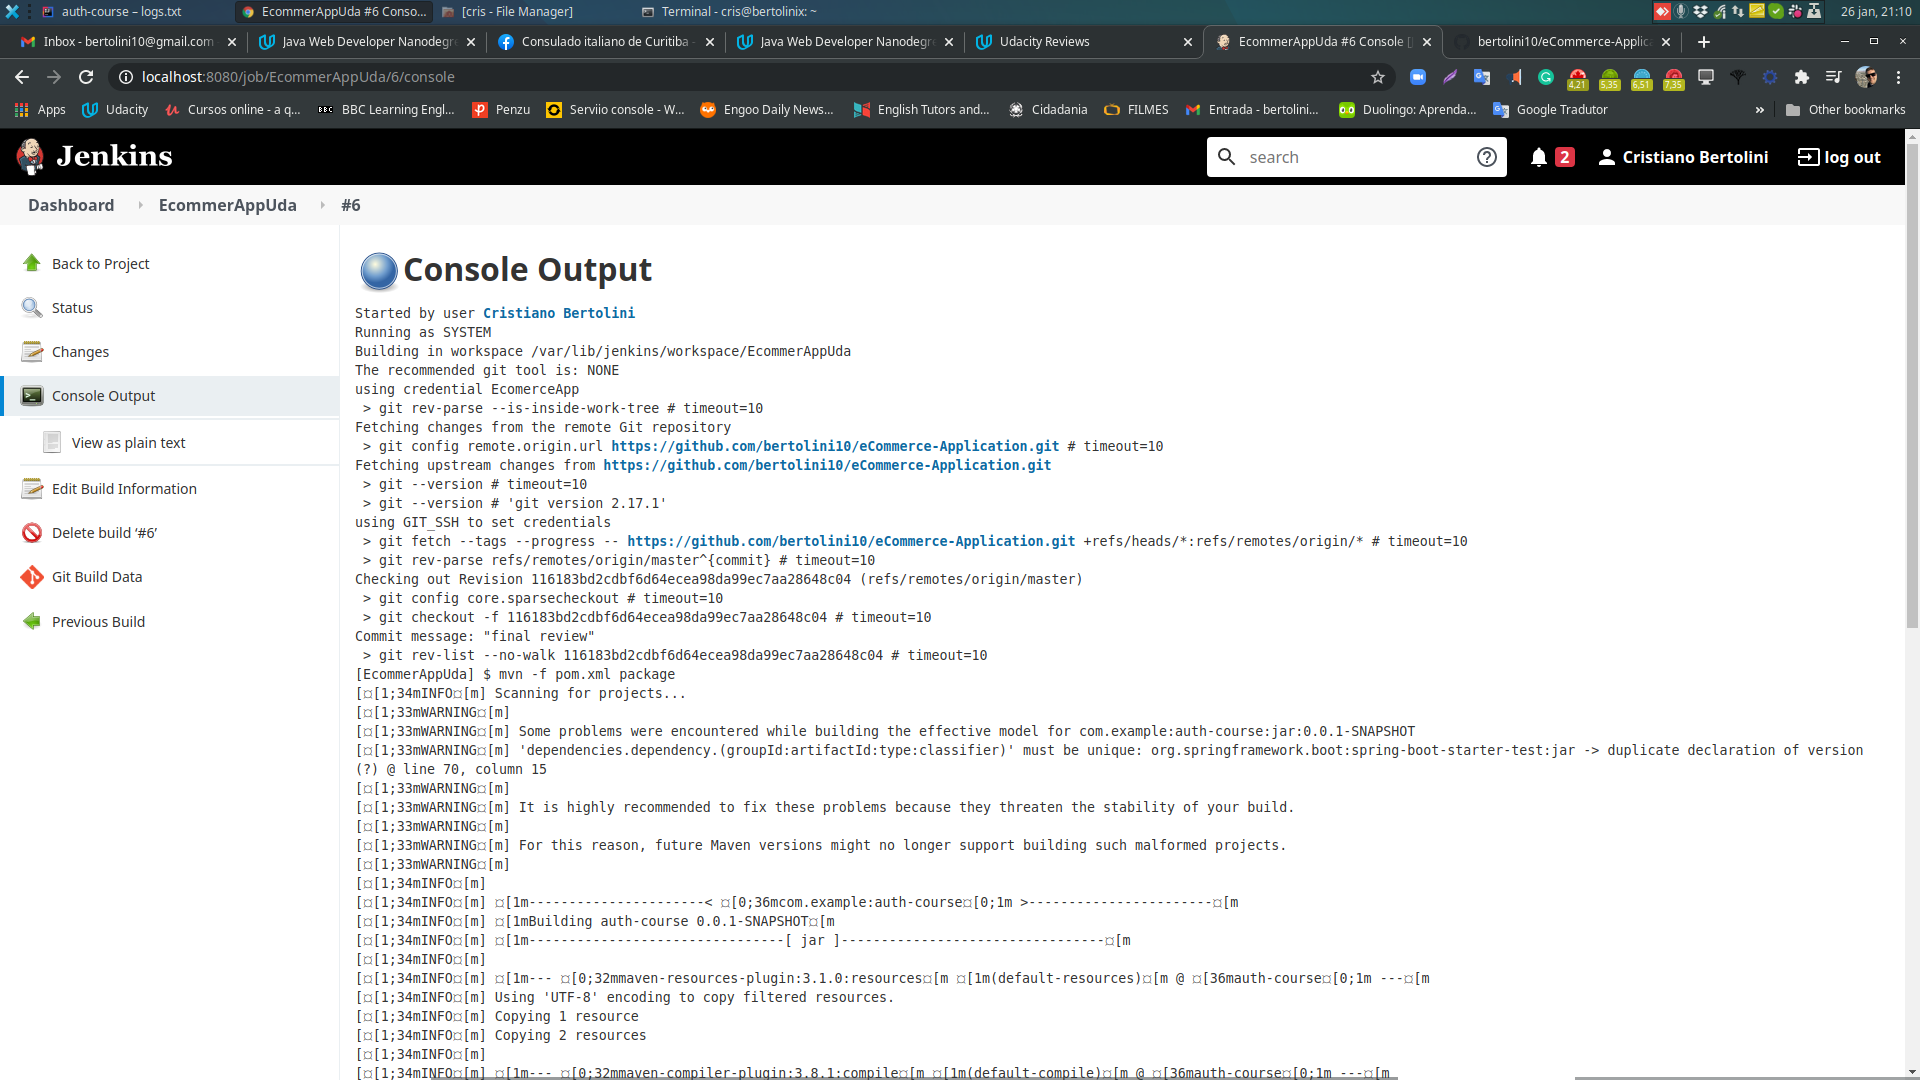 auth-course – logs.txt
EcommerAppUda #6 Conso...
[cris - File Manager]
Terminal - cris@bertolinix: ~
26 jan, 21:10
Inbox - bertolini10@gmail.com
Java Web Developer Nanodegre
Consulado italiano de Curitiba -
Java Web Developer Nanodegre
Udacity Reviews
EcommerAppUda #6 Console [
bertolini10/eCommerce-Applic
localhost:8080/job/EcommerAppUda/6/console
4,21
5,35
6,51
7,35
Apps
Udacity
Cursos online - a q...
BBC Learning Engl...
Penzu
Serviio console - W...
Engoo Daily News...
English Tutors and...
Cidadania
FILMES
Entrada - bertolini...
Duolingo: Aprenda...
Google Tradutor
»
Other bookmarks
Jenkins
search
2
Cristiano Bertolini
log out
Dashboard
EcommerAppUda
#6
Back to Project
Status
Changes
Console Output
View as plain text
Edit Build Information
Delete build ‘#6’
Git Build Data
Previous Build
Console Output
Started by user Cristiano Bertolini
Running as SYSTEM
Building in workspace /var/lib/jenkins/workspace/EcommerAppUda
The recommended git tool is: NONE
using credential EcomerceApp
> git rev-parse --is-inside-work-tree # timeout=10
Fetching changes from the remote Git repository
> git config remote.origin.url https://github.com/bertolini10/eCommerce-Application.git # timeout=10
Fetching upstream changes from https://github.com/bertolini10/eCommerce-Application.git
> git --version # timeout=10
> git --version # 'git version 2.17.1'
using GIT_SSH to set credentials
> git fetch --tags --progress -- https://github.com/bertolini10/eCommerce-Application.git +refs/heads/*:refs/remotes/origin/* # timeout=10
> git rev-parse refs/remotes/origin/master^{commit} # timeout=10
Checking out Revision 116183bd2cdbf6d64ecea98da99ec7aa28648c04 (refs/remotes/origin/master)
> git config core.sparsecheckout # timeout=10
> git checkout -f 116183bd2cdbf6d64ecea98da99ec7aa28648c04 # timeout=10
Commit message: "final review"
> git rev-list --no-walk 116183bd2cdbf6d64ecea98da99ec7aa28648c04 # timeout=10
[EcommerAppUda] $ mvn -f pom.xml package
[¤[1;34mINFO¤[m] Scanning for projects...
[¤[1;33mWARNING¤[m]
[¤[1;33mWARNING¤[m] Some problems were encountered while building the effective model for com.example:auth-course:jar:0.0.1-SNAPSHOT
[¤[1;33mWARNING¤[m] 'dependencies.dependency.(groupId:artifactId:type:classifier)' must be unique: org.springframework.boot:spring-boot-starter-test:jar -> duplicate declaration of version
(?) @ line 70, column 15
[¤[1;33mWARNING¤[m]
[¤[1;33mWARNING¤[m] It is highly recommended to fix these problems because they threaten the stability of your build.
[¤[1;33mWARNING¤[m]
[¤[1;33mWARNING¤[m] For this reason, future Maven versions might no longer support building such malformed projects.
[¤[1;33mWARNING¤[m]
[¤[1;34mINFO¤[m]
[¤[1;34mINFO¤[m] ¤[1m----------------------< ¤[0;36mcom.example:auth-course¤[0;1m >-----------------------¤[m
[¤[1;34mINFO¤[m] ¤[1mBuilding auth-course 0.0.1-SNAPSHOT¤[m
[¤[1;34mINFO¤[m] ¤[1m--------------------------------[ jar ]---------------------------------¤[m
[¤[1;34mINFO¤[m]
[¤[1;34mINFO¤[m] ¤[1m--- ¤[0;32mmaven-resources-plugin:3.1.0:resources¤[m ¤[1m(default-resources)¤[m @ ¤[36mauth-course¤[0;1m ---¤[m
[¤[1;34mINFO¤[m] Using 'UTF-8' encoding to copy filtered resources.
[¤[1;34mINFO¤[m] Copying 1 resource
[¤[1;34mINFO¤[m] Copying 2 resources
[¤[1;34mINFO¤[m]
[¤[1;34mINFO¤[m] ¤[1m--- ¤[0;32mmaven-compiler-plugin:3.8.1:compile¤[m ¤[1m(default-compile)¤[m @ ¤[36mauth-course¤[0;1m ---¤[m